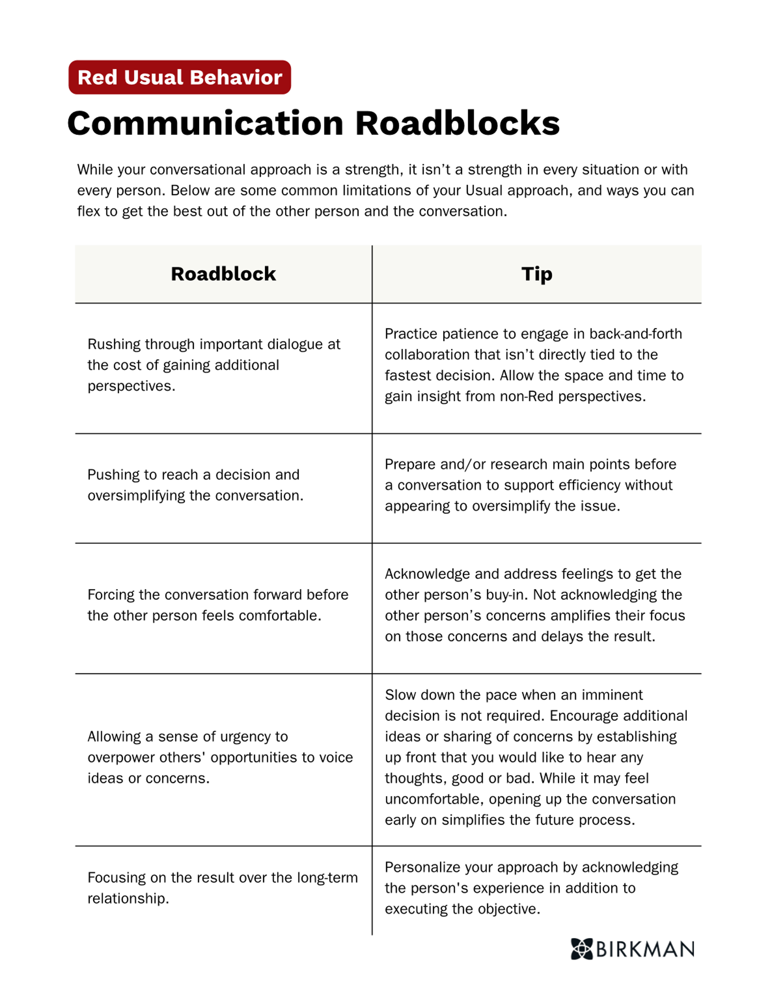 Red Usual Behavior
Communication Roadblocks
While your conversational approach is a strength, it isn’t a strength in every situation or with
every person. Below are some common limitations of your Usual approach, and ways you can
flex to get the best out of the other person and the conversation.
Roadblock
Tip
Rushing through important dialogue at
the cost of gaining additional
perspectives.
Practice patience to engage in back-and-forth
collaboration that isn’t directly tied to the
fastest decision. Allow the space and time to
gain insight from non-Red perspectives.
Pushing to reach a decision and
oversimplifying the conversation.
Prepare and/or research main points before
a conversation to support efficiency without
appearing to oversimplify the issue.
Forcing the conversation forward before
the other person feels comfortable.
Acknowledge and address feelings to get the
other person’s buy-in. Not acknowledging the
other person’s concerns amplifies their focus
on those concerns and delays the result.
Allowing a sense of urgency to
overpower others' opportunities to voice
ideas or concerns.
Slow down the pace when an imminent
decision is not required. Encourage additional
ideas or sharing of concerns by establishing
up front that you would like to hear any
thoughts, good or bad. While it may feel
uncomfortable, opening up the conversation
early on simplifies the future process.
Focusing on the result over the long-term
relationship.
Personalize your approach by acknowledging
the person's experience in addition to
executing the objective.
BIRKMAN